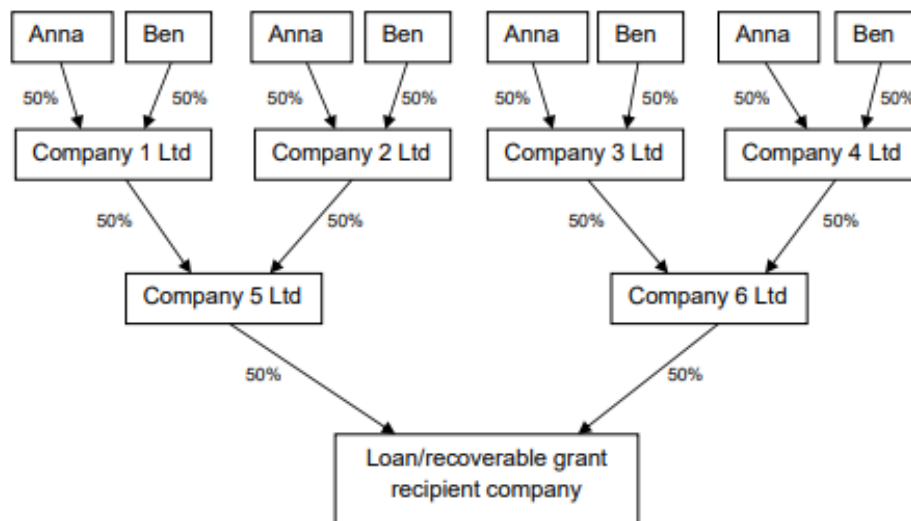 Anna Ben Anna Ben Anna Ben Anna Ben
50% 50% 50% 50% 50% 50% 50% 50%
Company 1 Ltd Company 2 Ltd Company 3 Ltd Company 4 Ltd
50% 50% 50% 50%
Company 5 Ltd Company 6 Ltd
50% 50%
Loan/recoverable grant
recipient company